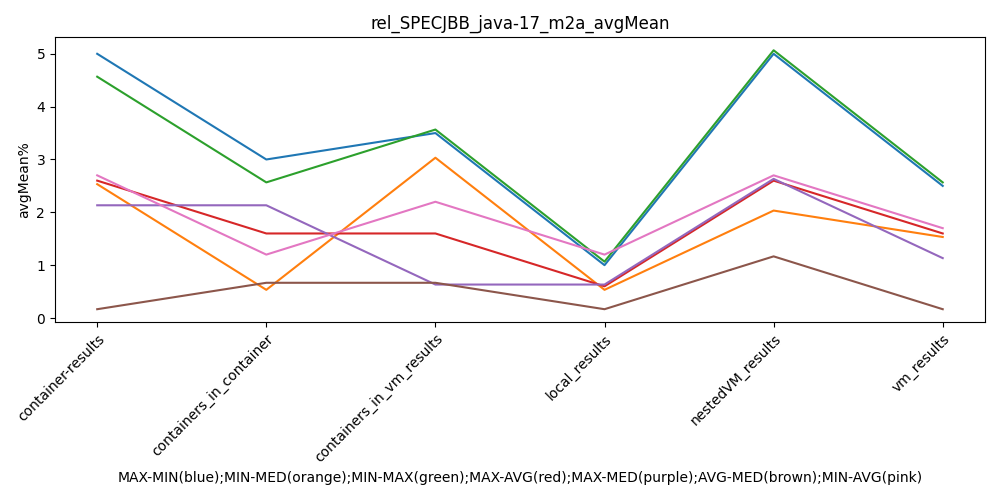 rel_SPECJBB_java-17_m2a_avgMean
avgMean%
5
4
3
2
1
0
container-results
containers_in_container
containers_in_vm_results
local_results
nestedVM_results
vm_results
MAX-MIN(blue);MIN-MED(orange);MIN-MAX(green);MAX-AVG(red);MAX-MED(purple);AVG-MED(brown);MIN-AVG(pink)